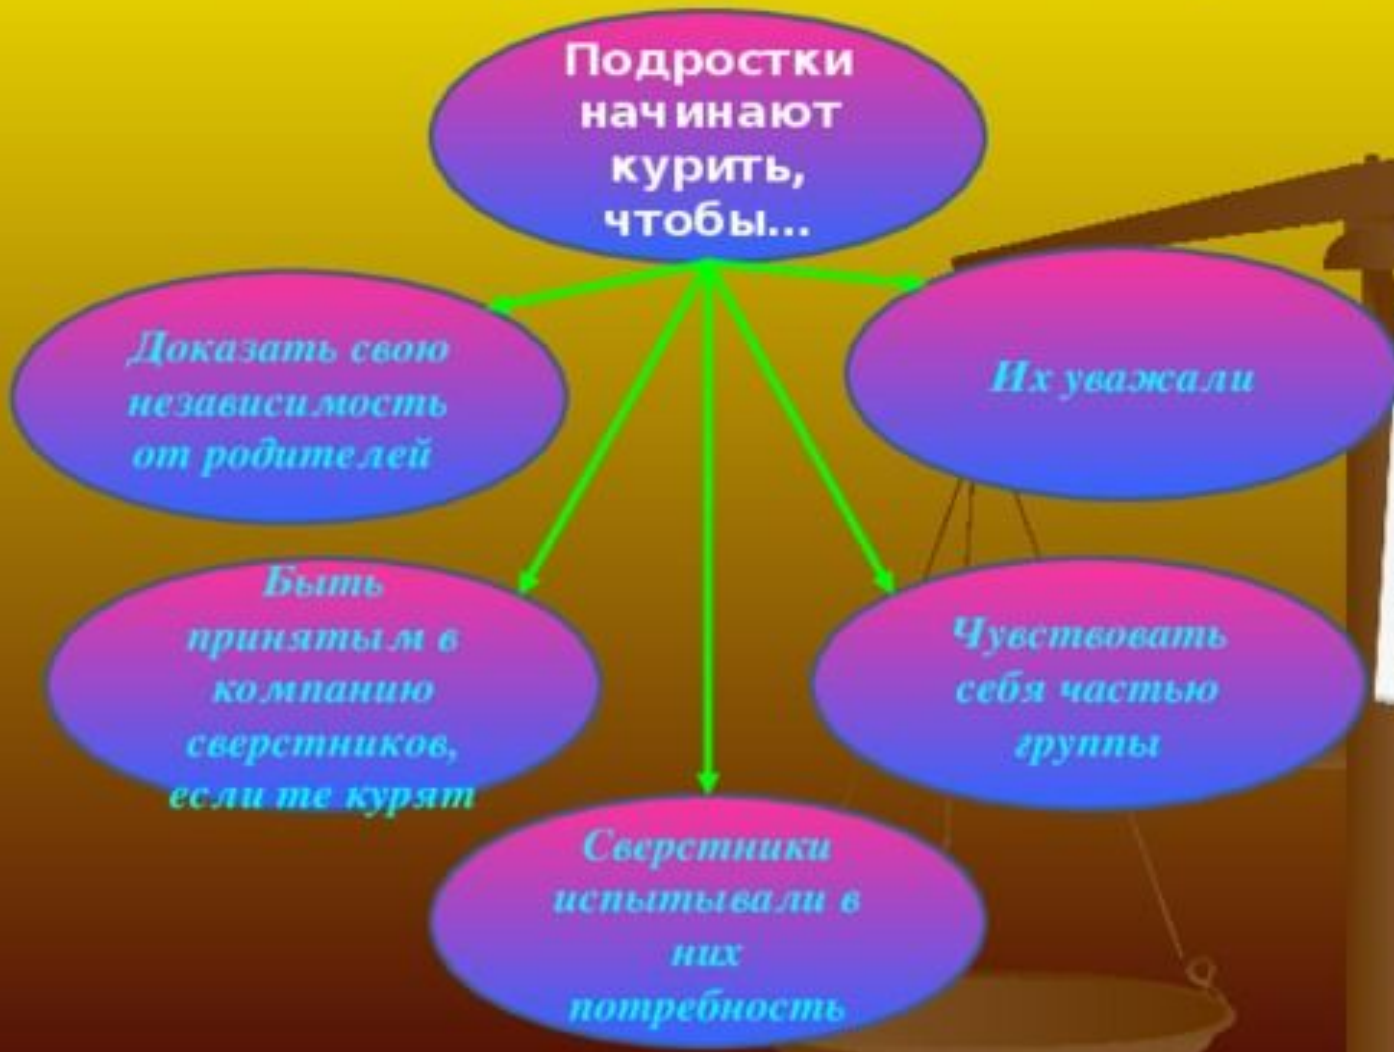 Подростки
начинают
курить,
чтобы...
Доказать свою
независимость
от родителей
Их уважали
Быть
принятым в
компанию
сверстников,
если те курят
Чувствовать
себя частью
группы
Сверстники
испытывали в
них
потребность